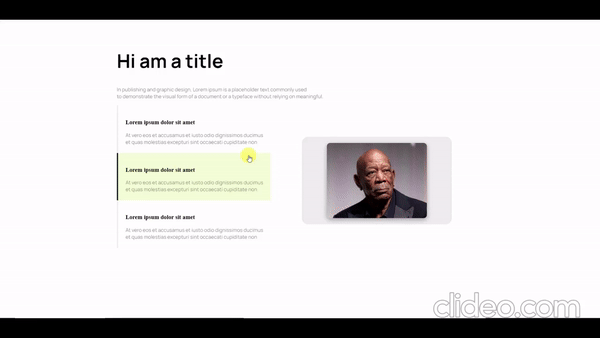 Hi am a title
In publishing and graphic design, Lorem ipsum is a placeholder text commonly used
to demonstrate the visual form of a document or a typeface without relying on meaningful.
Lorem ipsum dolor sit amet
At vero eos et accusamus et iusto odio dignissimos ducimus
et quas molestias excepturi sint occaecati cupiditate non
Lorem ipsum dolor sit amet
At vero eos et accusamus et iusto odio dignissimos ducimus
et quas molestias excepturi sint occaecati cupiditate non
Lorem ipsum dolor sit amet
At vero eos et accusamus et iusto odio dignissimos ducimus
et quas molestias excepturi sint occaecati cupiditate non
clideo.com